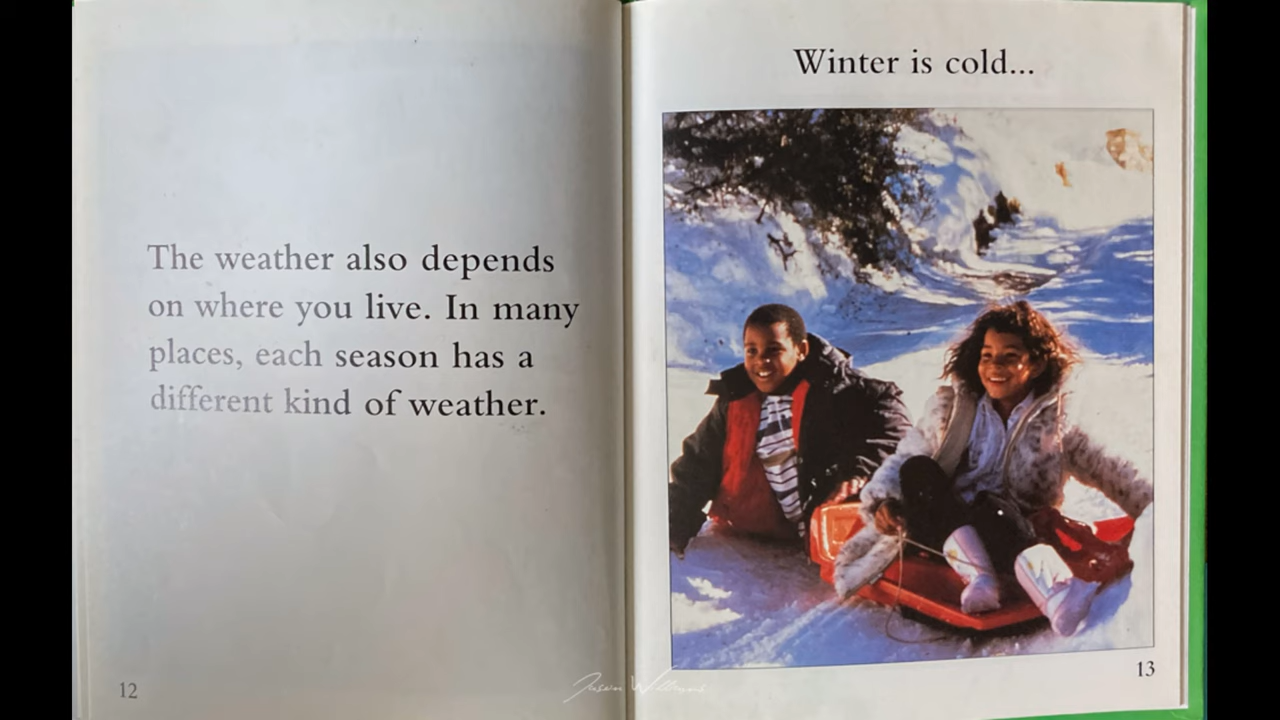 The weather also depends
on where you live. In many
places, each season has a
different kind of weather.
12
Winter is cold...
13